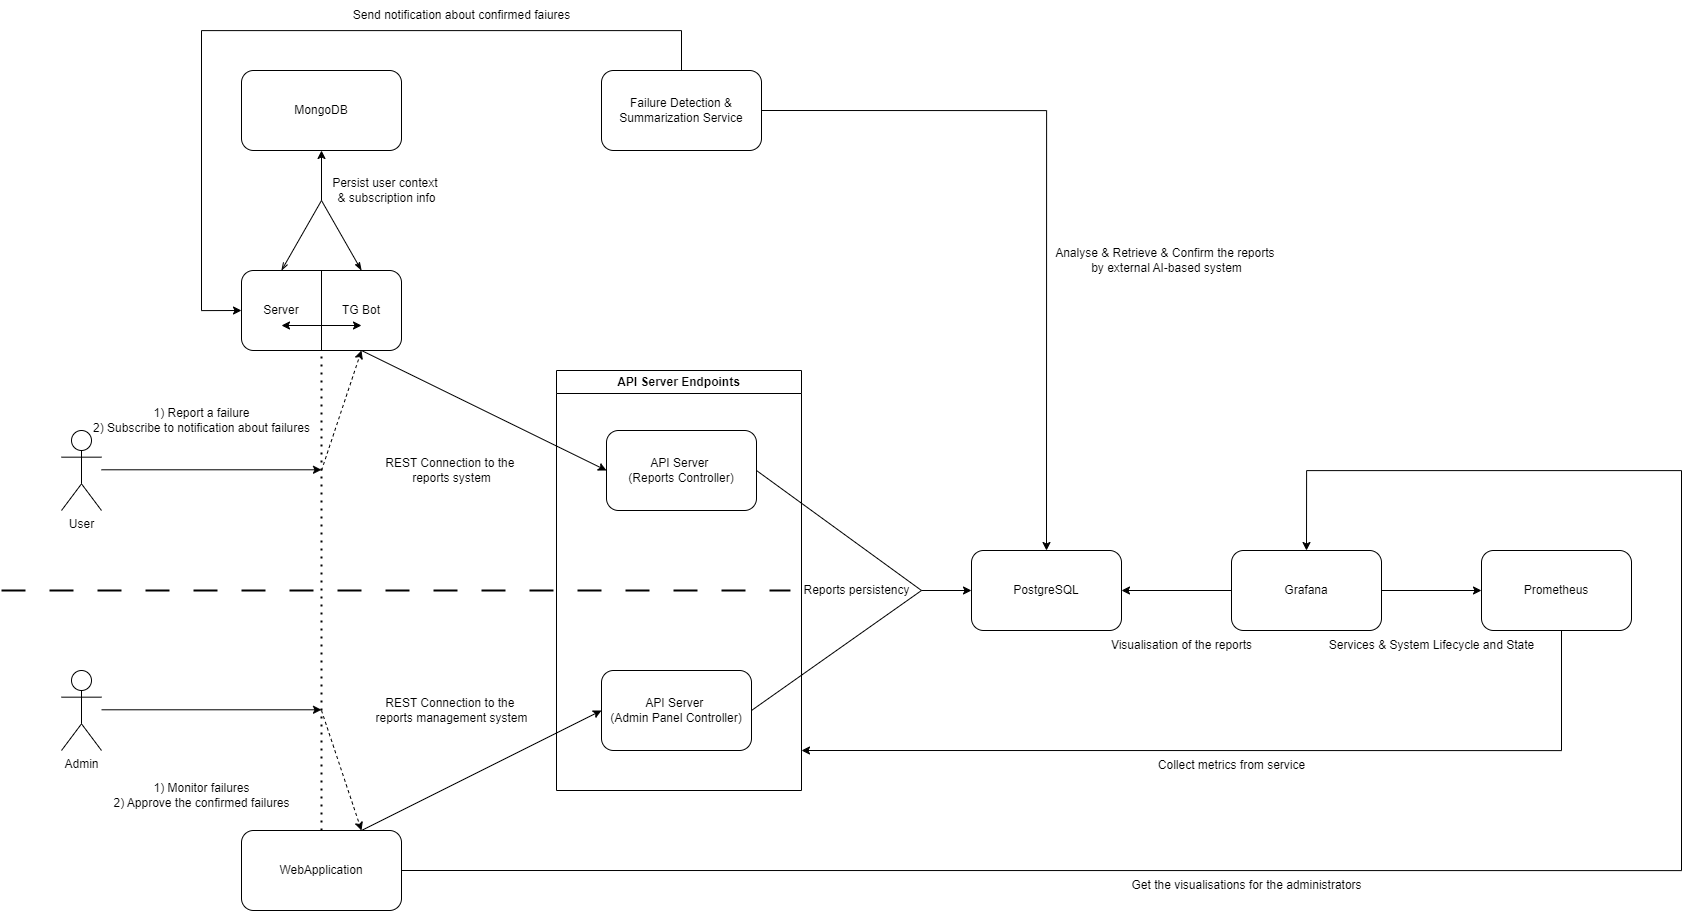 Send notification about confirmed faiures
MongoDB
Failure Detection &
Summarization Service
Persist user context
& subscription info
Analyse & Retrieve & Confirm the reports
by external AI-based system
Server
TG Bot
API Server Endpoints
1) Report a failure
2) Subscribe to notification about failures
REST Connection to the
reports system
API Server
(Reports Controller)
User
Reports persistency
PostgreSQL
Grafana
Prometheus
Visualisation of the reports
Services & System Lifecycle and State
REST Connection to the
reports management system
API Server
(Admin Panel Controller)
Admin
Collect metrics from service
1) Monitor failures
2) Approve the confirmed failures
WebApplication
Get the visualisations for the administrators